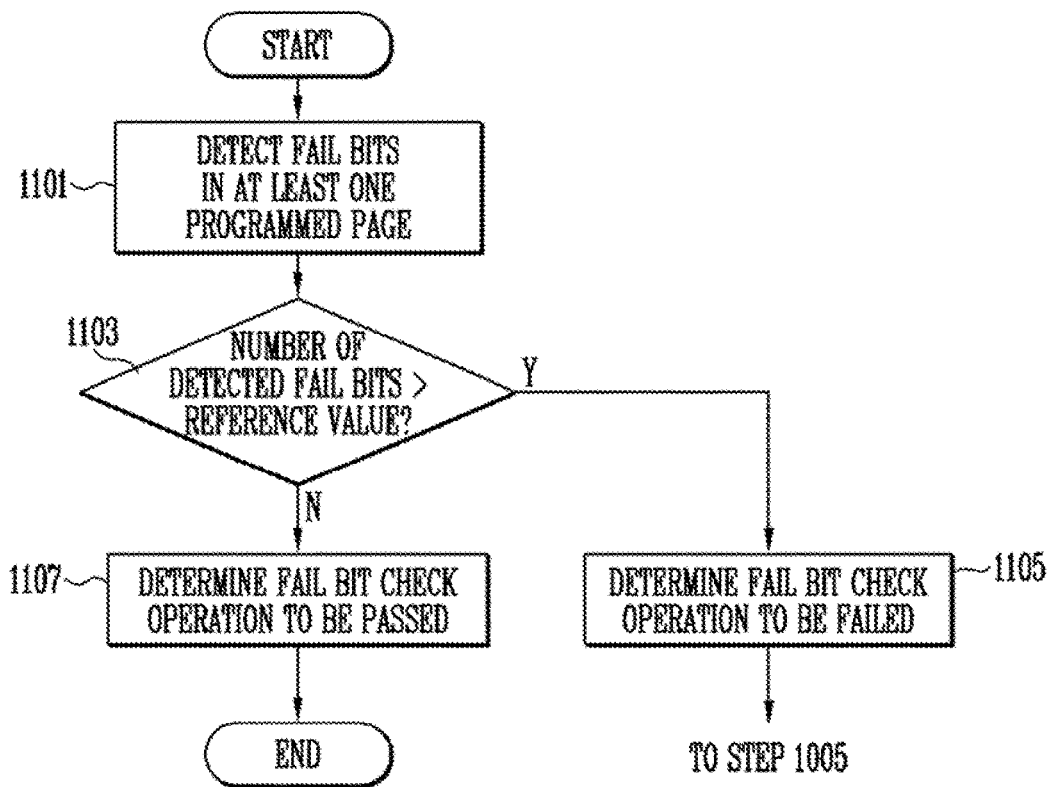 START
1101
DETECT FAIL BITS
IN AT LEAST ONE
PROGRAMMED PAGE
1103
NUMBER OF
DETECTED FAIL BITS >
REFERENCE VALUE?
Y
N
1107
DETERMINE FAIL BIT CHECK
OPERATION TO BE PASSED
DETERMINE FAIL BIT CHECK
OPERATION TO BE FAILED
1105
END
TO STEP 1005